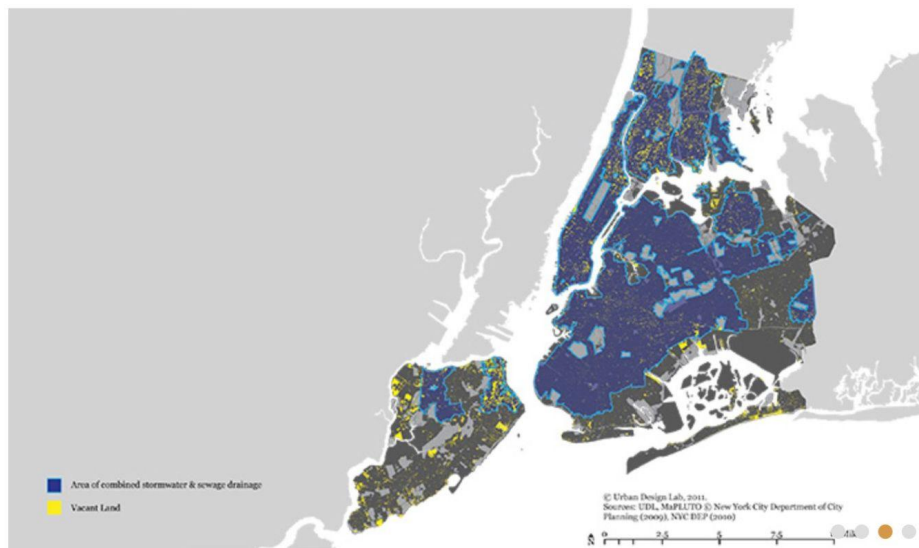 Area of combined stormwater & sewage drainage
Vacant Land
© Urban Design Lab, 2011.
Sources: UDL, MaPLUTO © New York City Department of City
Planning (2009), NYC DEP (2010)
0 2.5 5 7.5